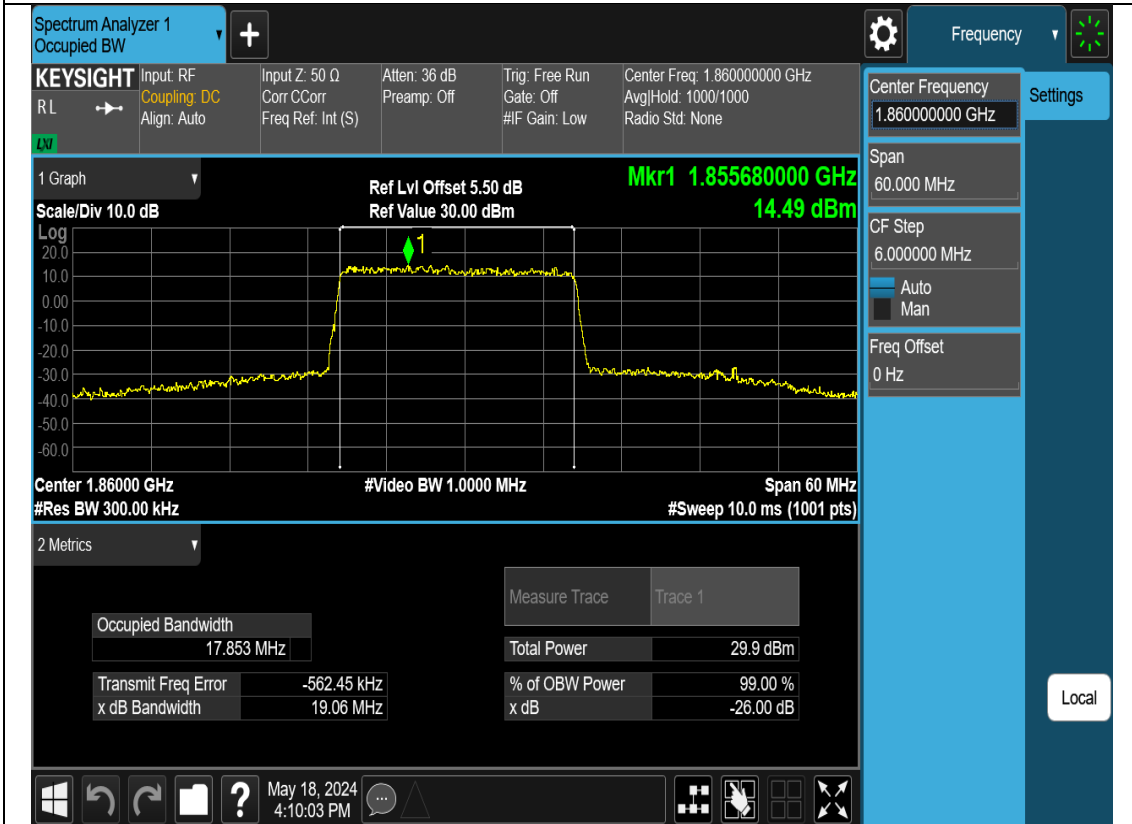 Spectrum Analyzer 1
Occupied BW
+
Frequency
KEYSIGHT
R L
LXI
Input: RF
Coupling: DC
Align: Auto
Input Z: 50 Ω
Corr CCorr
Freq Ref: Int (S)
Atten: 36 dB
Preamp: Off
Trig: Free Run
Gate: Off
#IF Gain: Low
Center Freq: 1.860000000 GHz
Avg|Hold: 1000/1000
Radio Std: None
Center Frequency
1.860000000 GHz
Settings
Span
60.000 MHz
CF Step
6.000000 MHz
Auto
Man
Freq Offset
0 Hz
Local
1 Graph
Scale/Div 10.0 dB
Ref Lvl Offset 5.50 dB
Ref Value 30.00 dBm
Mkr1 1.855680000 GHz
14.49 dBm
Log
1
20.0
10.0
0.00
-10.0
-20.0
-30.0
-40.0
-50.0
-60.0
Center 1.86000 GHz
#Video BW 1.0000 MHz
Span 60 MHz
#Res BW 300.00 kHz
#Sweep 10.0 ms (1001 pts)
2 Metrics
Measure Trace Trace 1
Occupied Bandwidth
17.853 MHz
Total Power 29.9 dBm
Transmit Freq Error -562.45 kHz
% of OBW Power 99.00 %
x dB Bandwidth 19.06 MHz
x dB -26.00 dB
?
May 18, 2024
4:10:03 PM